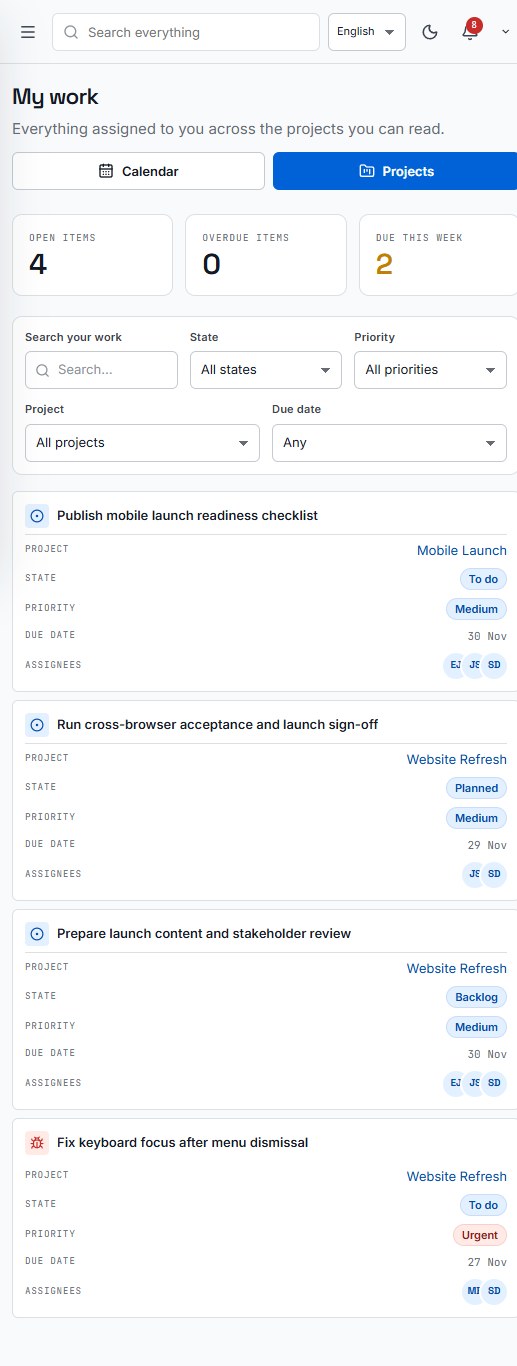 Search everything
English
8
My work
Everything assigned to you across the projects you can read.
Calendar
Projects
OPEN ITEMS
4
OVERDUE ITEMS
0
DUE THIS WEEK
2
Search your work
State
Priority
Search...
All states
All priorities
Project
Due date
All projects
Any
Publish mobile launch readiness checklist
PROJECT
Mobile Launch
STATE
To do
PRIORITY
Medium
DUE DATE
30 Nov
ASSIGNEES
EJ JS SD
Run cross-browser acceptance and launch sign-off
PROJECT
Website Refresh
STATE
Planned
PRIORITY
Medium
DUE DATE
29 Nov
ASSIGNEES
JS SD
Prepare launch content and stakeholder review
PROJECT
Website Refresh
STATE
Backlog
PRIORITY
Medium
DUE DATE
30 Nov
ASSIGNEES
EJ JS SD
Fix keyboard focus after menu dismissal
PROJECT
Website Refresh
STATE
To do
PRIORITY
Urgent
DUE DATE
27 Nov
ASSIGNEES
MI SD